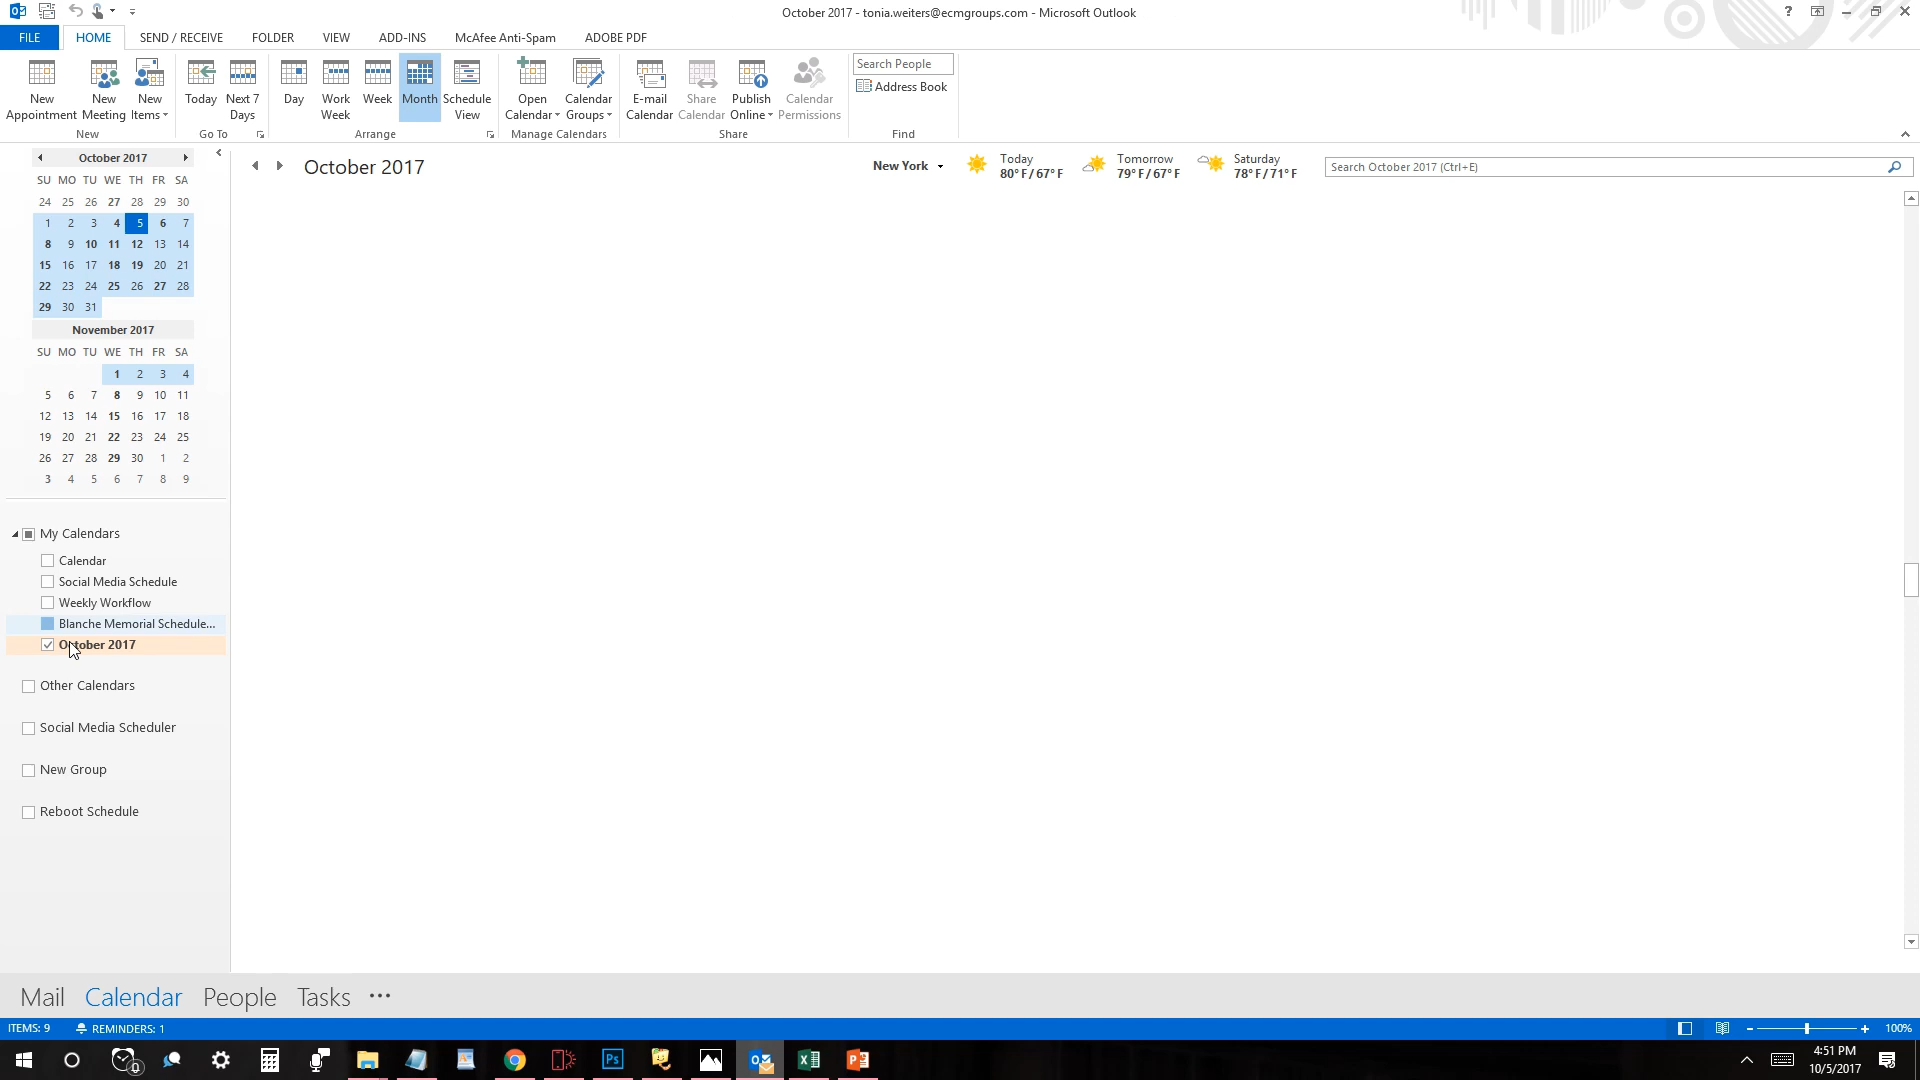 October 2017 - tonia.weiters@ecmgroups.com - Microsoft Outlook
FILE HOME SEND / RECEIVE FOLDER VIEW ADD-INS McAfee Anti-Spam ADOBE PDF
New Appointment
New Meeting
New Items
New
Today
Next 7 Days
Go To
Day
Work Week
Week
Month
Schedule View
Arrange
Open Calendar
Calendar Groups
Manage Calendars
E-mail Calendar
Share Calendar
Publish Online
Calendar Permissions
Share
Search People
Address Book
Find
October 2017
SU MO TU WE TH FR SA
24 25 26 27 28 29 30
1 2 3 4 5 6 7
8 9 10 11 12 13 14
15 16 17 18 19 20 21
22 23 24 25 26 27 28
29 30 31
November 2017
SU MO TU WE TH FR SA
1 2 3 4
5 6 7 8 9 10 11
12 13 14 15 16 17 18
19 20 21 22 23 24 25
26 27 28 29 30 1 2
3 4 5 6 7 8 9
My Calendars
Calendar
Social Media Schedule
Weekly Workflow
Blanche Memorial Schedule...
October 2017
Other Calendars
Social Media Scheduler
New Group
Reboot Schedule
October 2017
New York
Today
80° F / 67° F
Tomorrow
79° F / 67° F
Saturday
78° F / 71° F
Search October 2017 (Ctrl+E)
Mail Calendar People Tasks ...
ITEMS: 9 REMINDERS: 1
100%
Ps
4:51 PM
10/5/2017